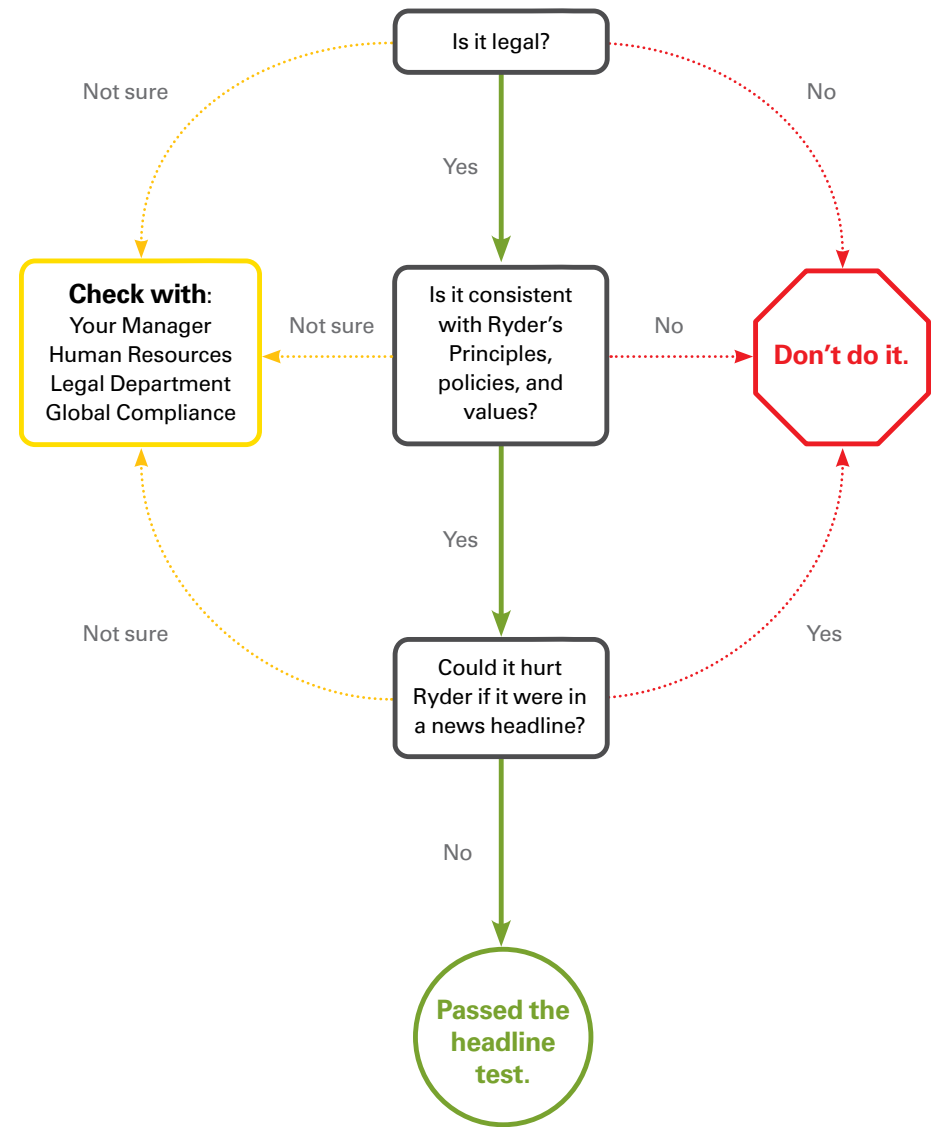 Is it legal?
Not sure
No
Yes
Check with:
Your Manager
Human Resources
Legal Department
Global Compliance
Not sure
Is it consistent
with Ryder’s
Principles,
policies, and
values?
No
Don’t do it.
Yes
Not sure
Yes
Could it hurt
Ryder if it were in
a news headline?
No
Passed the
headline
test.